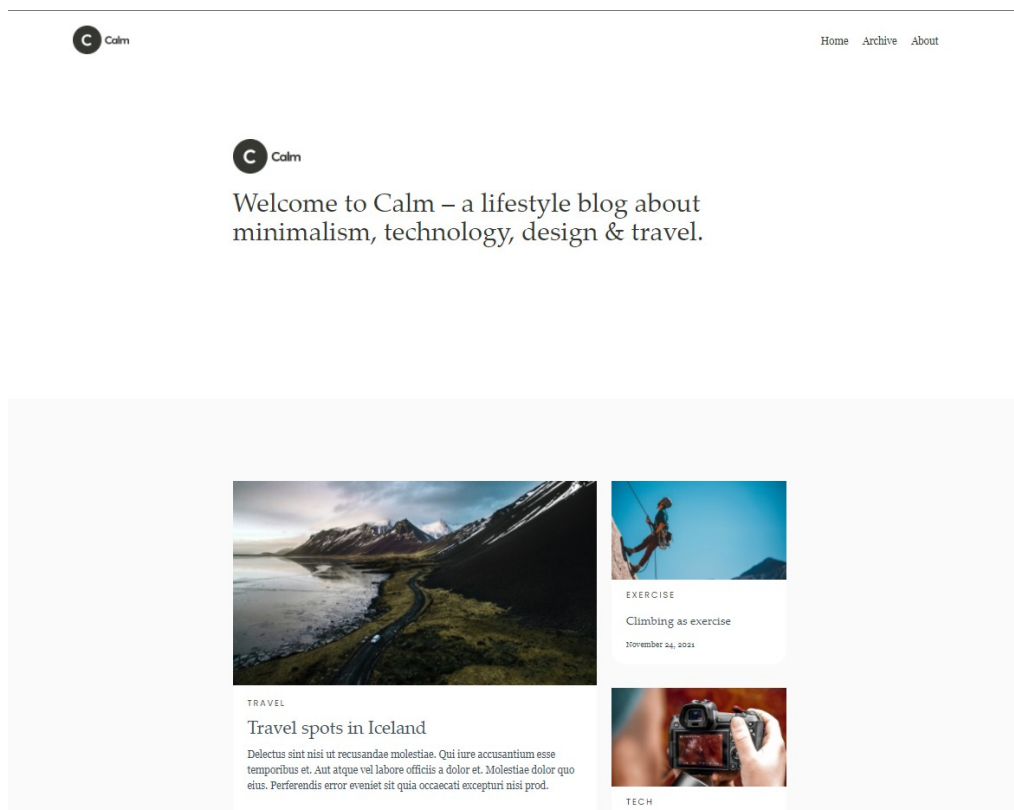 C Calm
Home Archive About
C Calm
Welcome to Calm – a lifestyle blog about
minimalism, technology, design & travel.
TRAVEL
Travel spots in Iceland
Delectus sint nisi ut recusandae molestiae. Qui iure accusantium esse
temporibus et. Aut atque vel labore officiis a dolor et. Molestiae dolor quo
eius. Perferendis error eveniet sit quia occaecati excepturi nisi prod.
EXERCISE
Climbing as exercise
November 24, 2021
TECH